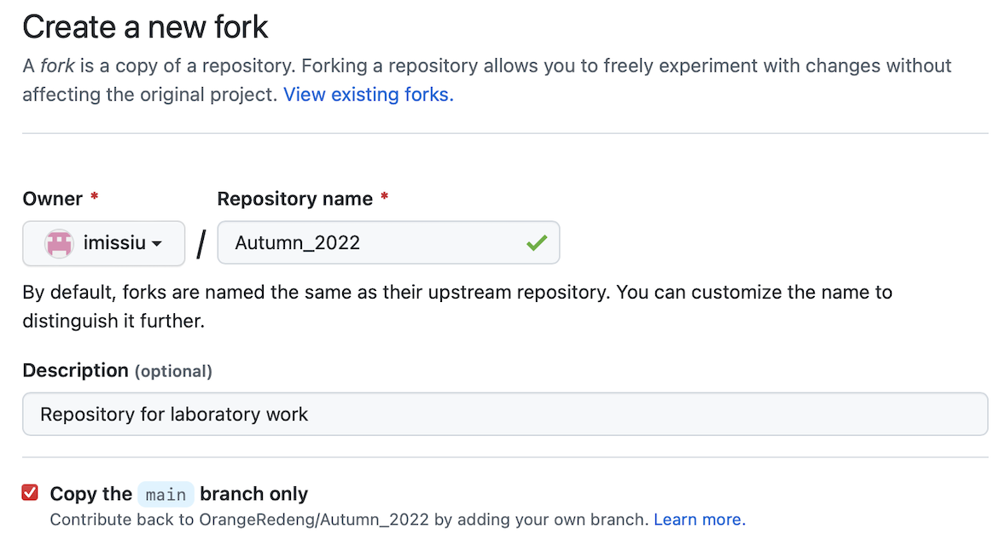 Create a new fork
A fork is a copy of a repository. Forking a repository allows you to freely experiment with changes without
affecting the original project. View existing forks.
Owner * Repository name *
imissiu / Autumn_2022
By default, forks are named the same as their upstream repository. You can customize the name to
distinguish it further.
Description (optional)
Repository for laboratory work
Copy the main branch only
Contribute back to OrangeRedeng/Autumn_2022 by adding your own branch. Learn more.